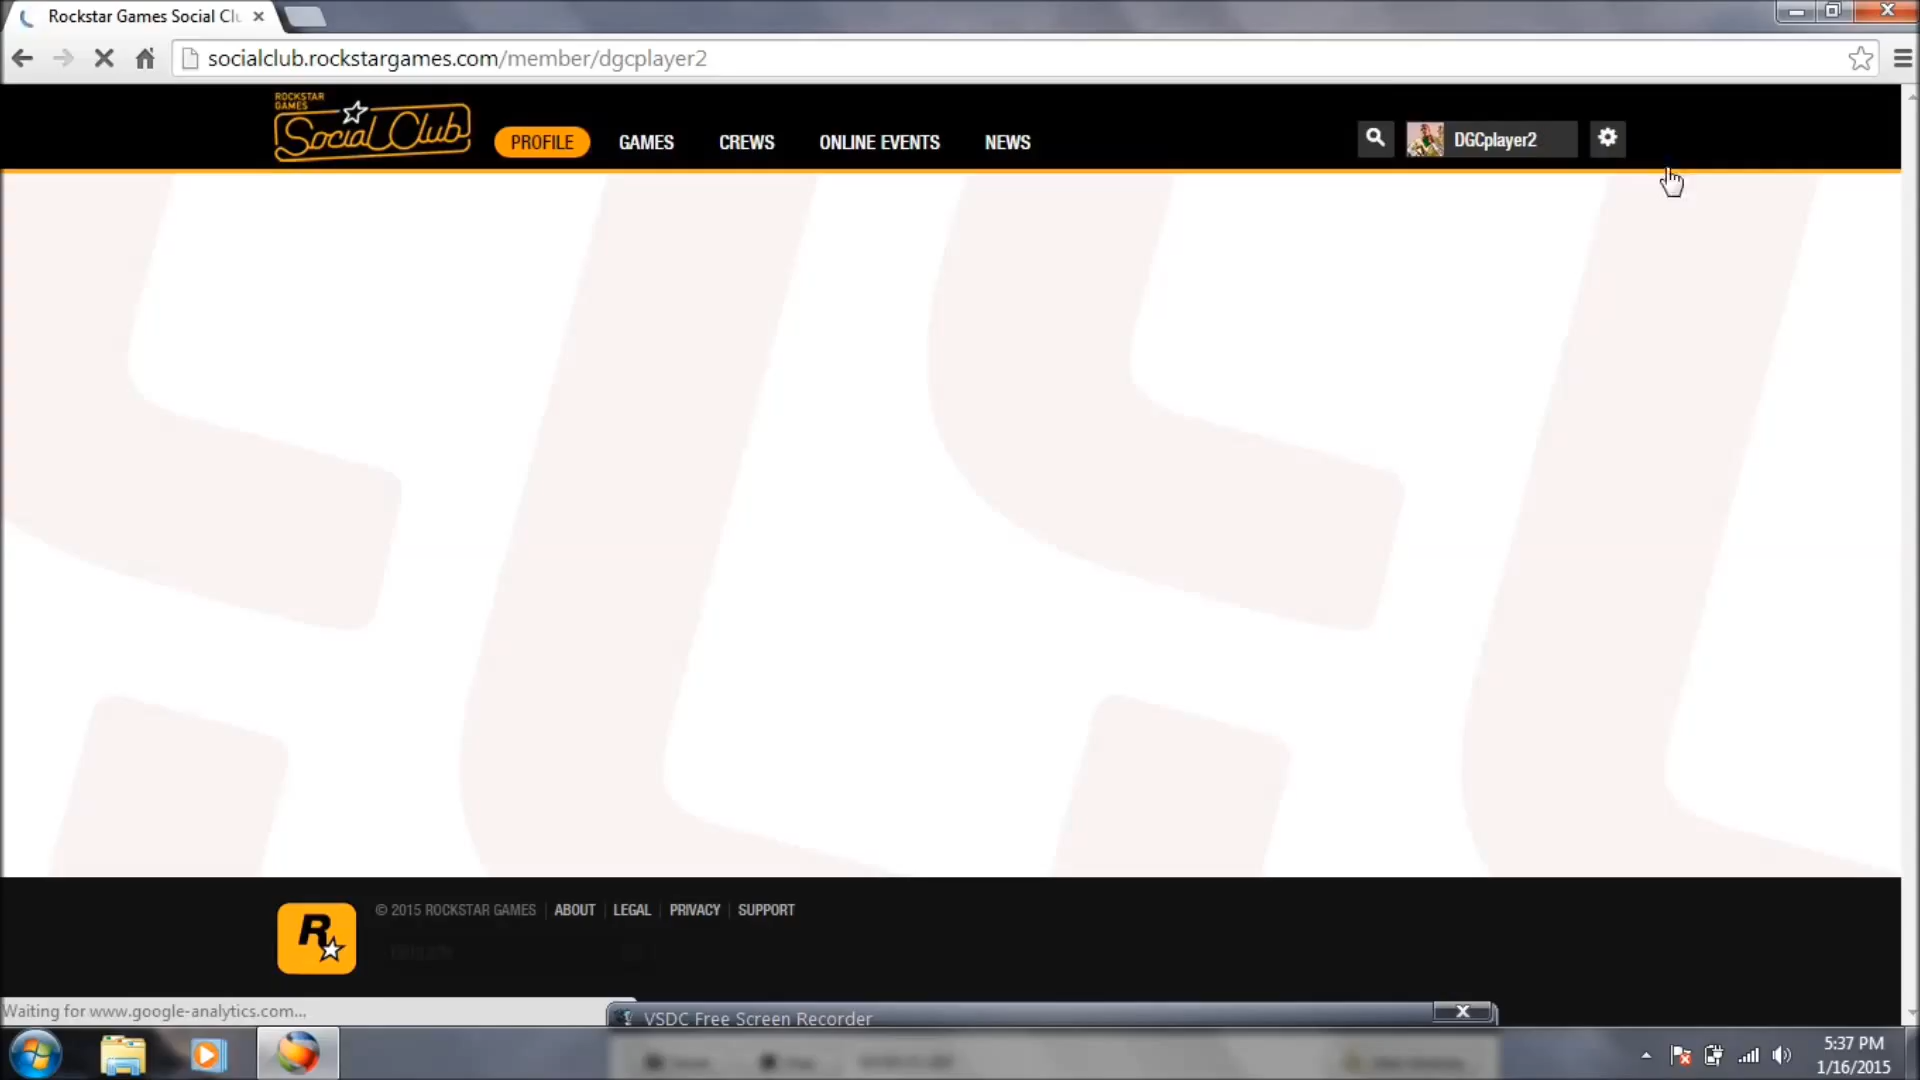 Rockstar Games Social Clu
socialclub.rockstargames.com/member/dgcplayer2
ROCKSTAR
GAMES
Social Club
PROFILE
GAMES
CREWS
ONLINE EVENTS
NEWS
DGCplayer2
R
© 2015 ROCKSTAR GAMES | ABOUT | LEGAL | PRIVACY | SUPPORT
Waiting for www.google-analytics.com...
VSDC Free Screen Recorder
5:37 PM
1/16/2015